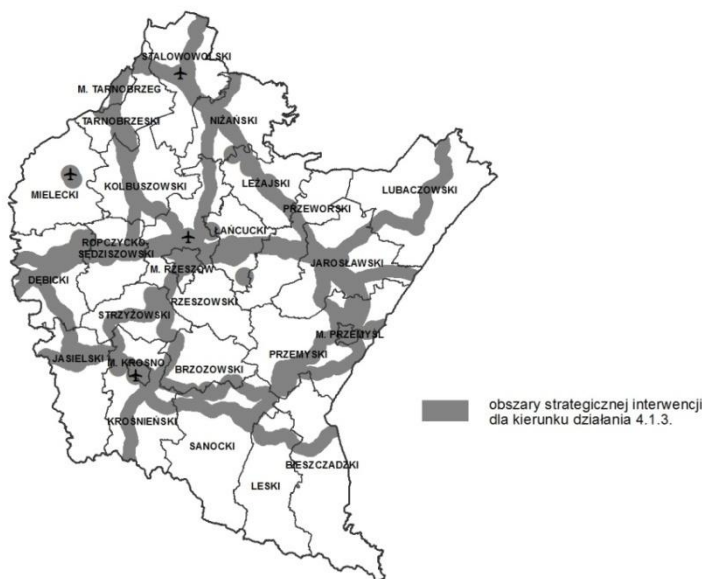 STALOWOWOLSKI
M. TARNOBRZEG
TARNOBRZESKI
NIŻAŃSKI
MIELECKI
KOLBUSZOWSKI
LEŻAJSKI
LUBACZOWSKI
PRZEWORSKI
ROPCZYCKO-
SĘDZISZOWSKI
ŁAŃCUCKI
M. RZESZÓW
JAROSŁAWSKI
DĘBICKI
RZESZOWSKI
STRZYŻOWSKI
M. PRZEMYŚL
JASIELSKI
M. KROSNO
BRZOZOWSKI
PRZEMYSKI
KROŚNIEŃSKI
SANOCKI
BIESZCZADZKI
LESKI
obszary strategicznej interwencji
dla kierunku działania 4.1.3.